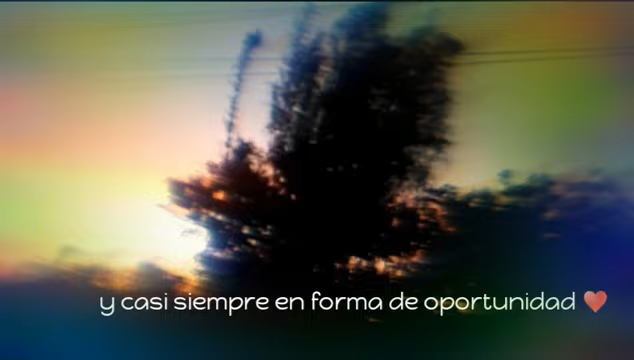 y casi siempre en forma de oportunidad ❤️